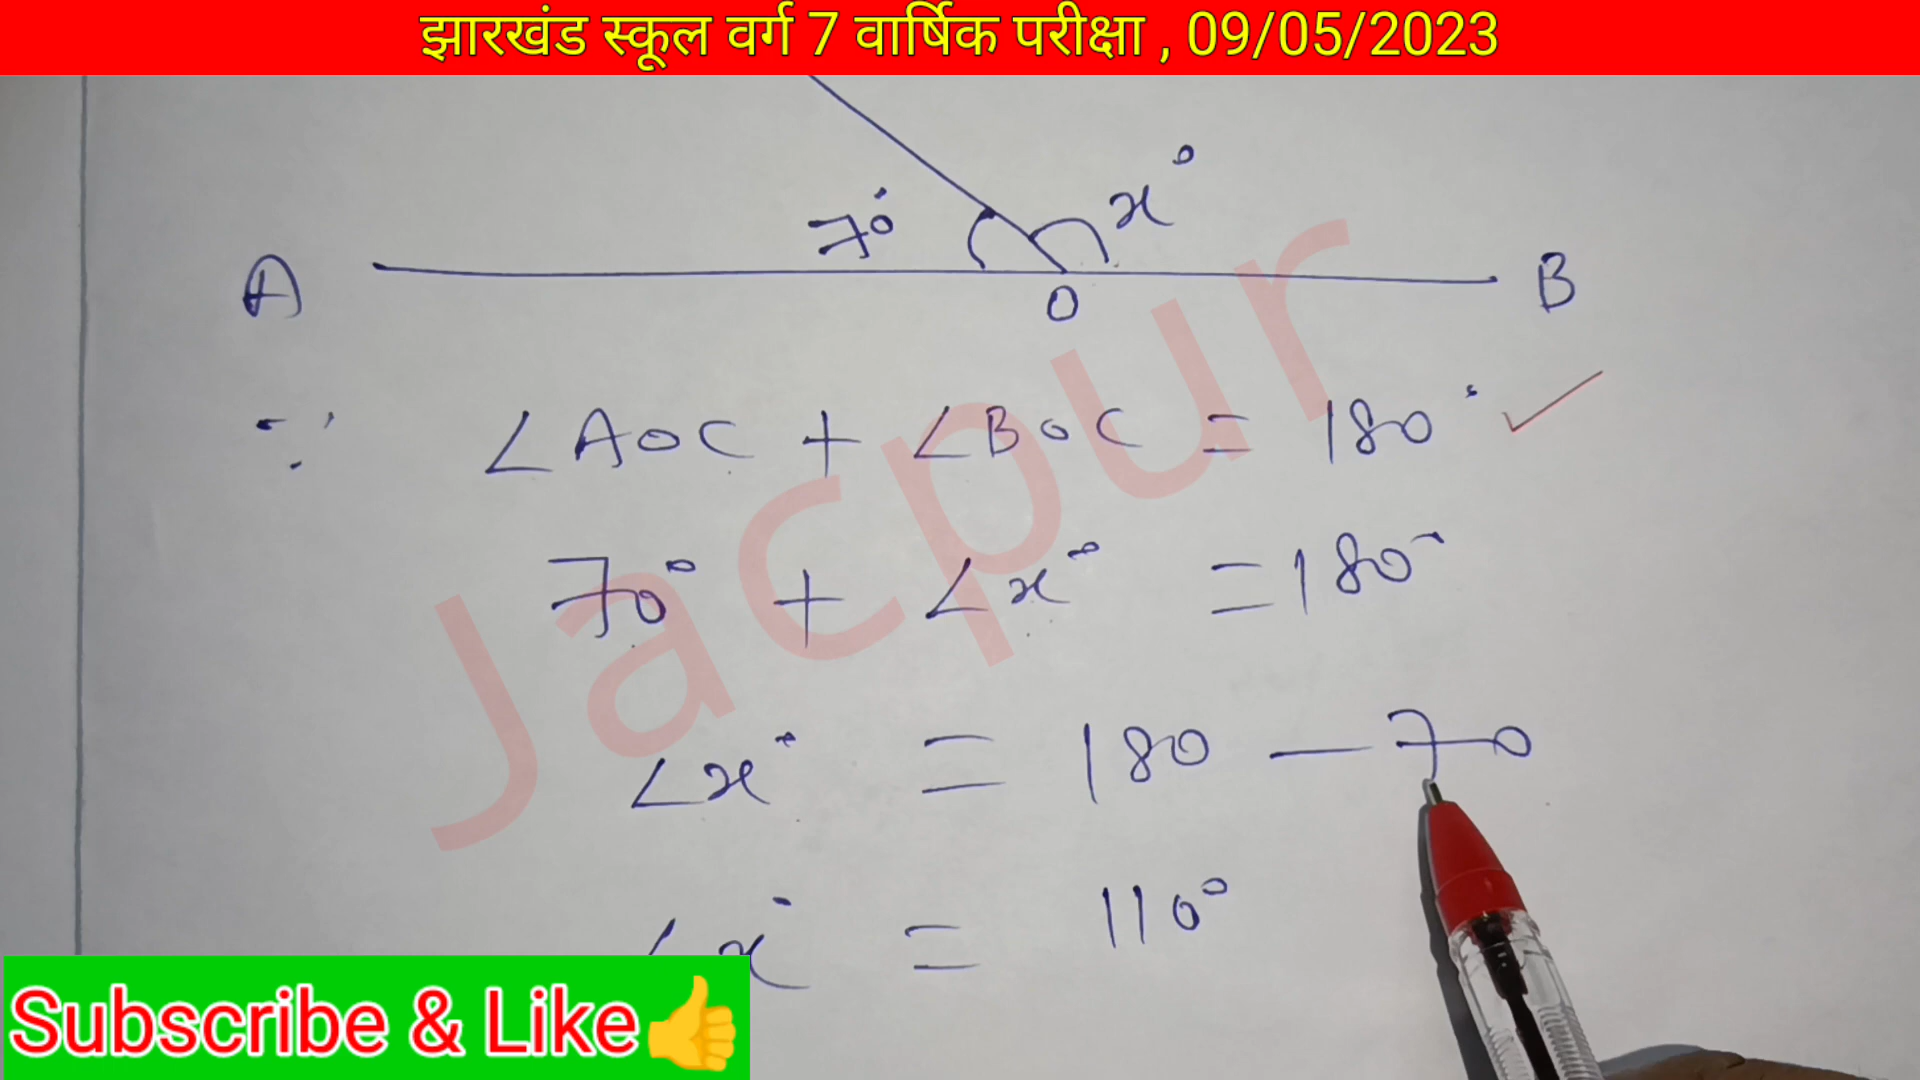 झारखंड स्कूल वर्ग 7 वार्षिक परीक्षा , 09/05/2023
70°
x°
A
O
B
∵ ∠AOC + ∠BOC = 180°
70° + ∠x° = 180°
∠x° = 180 - 70
∠x° = 110°
Jacpur
Subscribe & Like👍